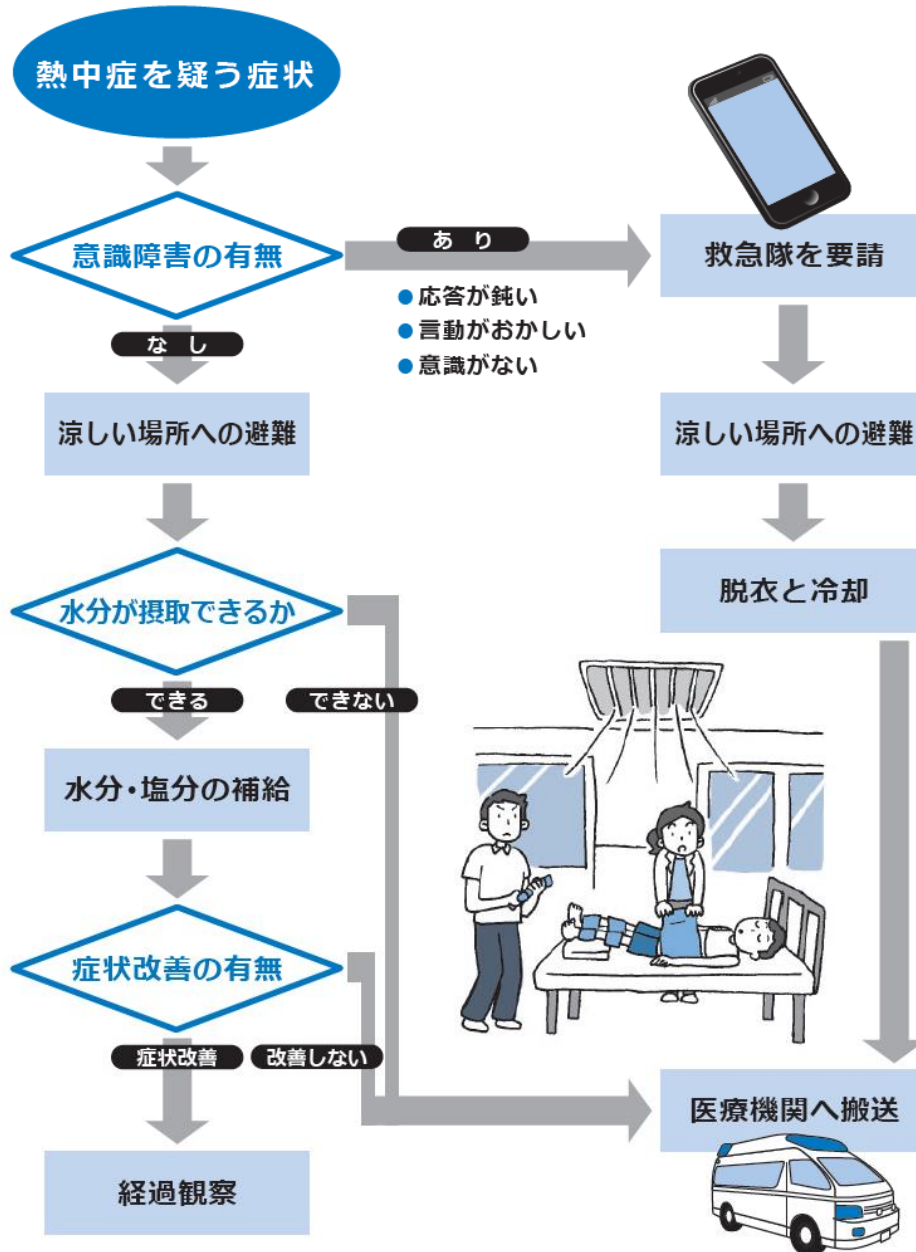 熱中症を疑う症状
意識障害の有無
あり
救急隊を要請
●応答が鈍い
●言動がおかしい
●意識がない
なし
涼しい場所への避難
涼しい場所への避難
水分が摂取できるか
脱衣と冷却
できる
できない
水分・塩分の補給
症状改善の有無
症状改善
改善しない
医療機関へ搬送
経過観察